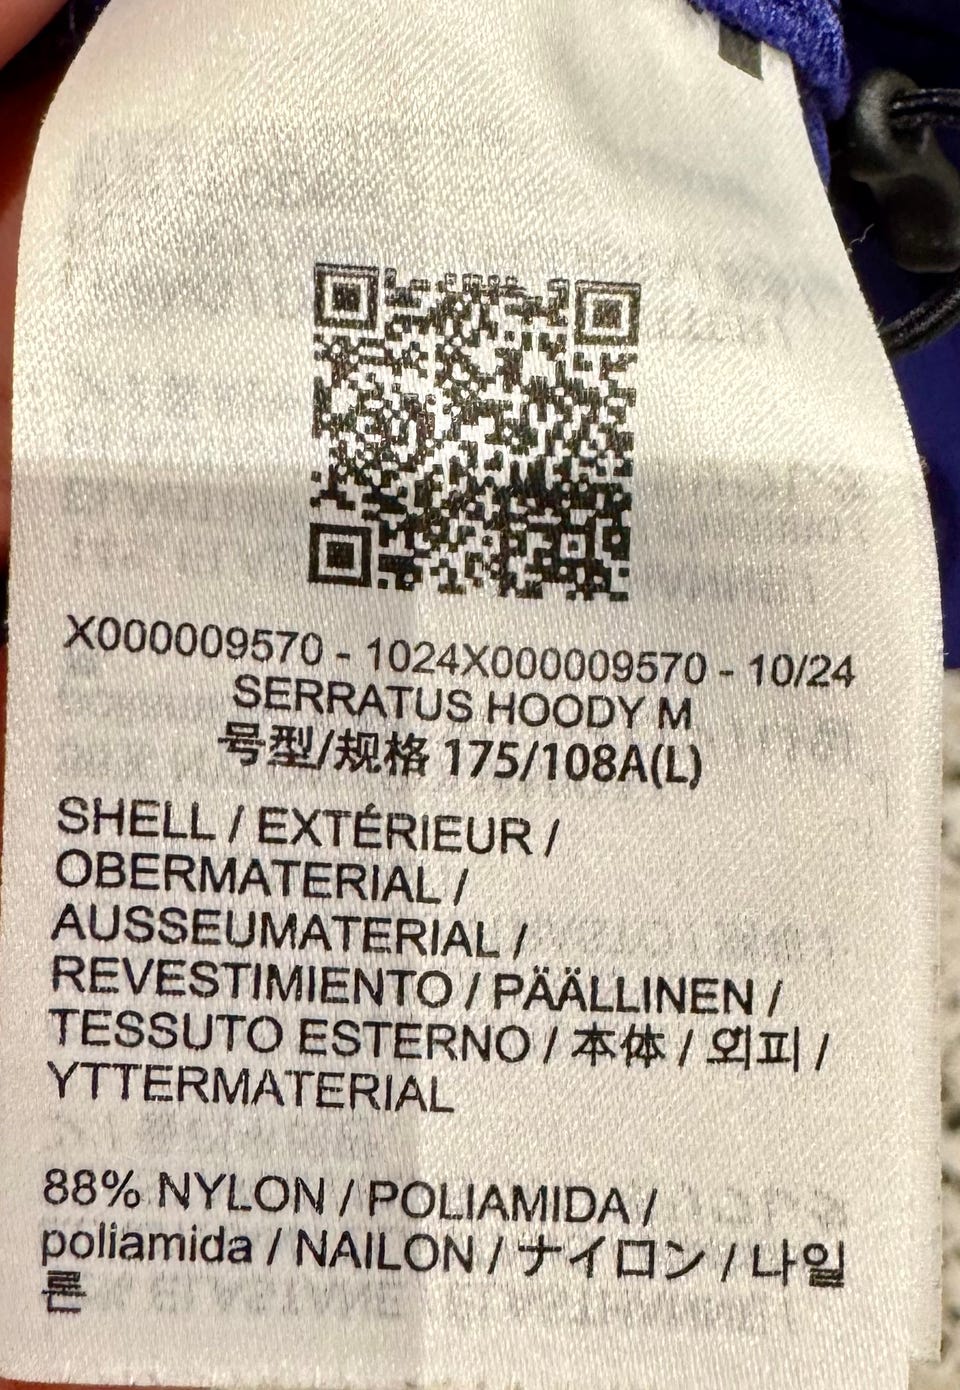 X000009570 - 1024X000009570 - 10/24
SERRATUS HOODY M
号型/规格 175/108A(L)
SHELL / EXTÉRIEUR /
OBERMATERIAL /
AUSSEUMATERIAL /
REVESTIMIENTO / PÄÄLLINEN /
TESSUTO ESTERNO / 本体 / 외피 /
YTTERMATERIAL
88% NYLON / POLIAMIDA /
poliamida / NAILON / ナイロン / 나일
론